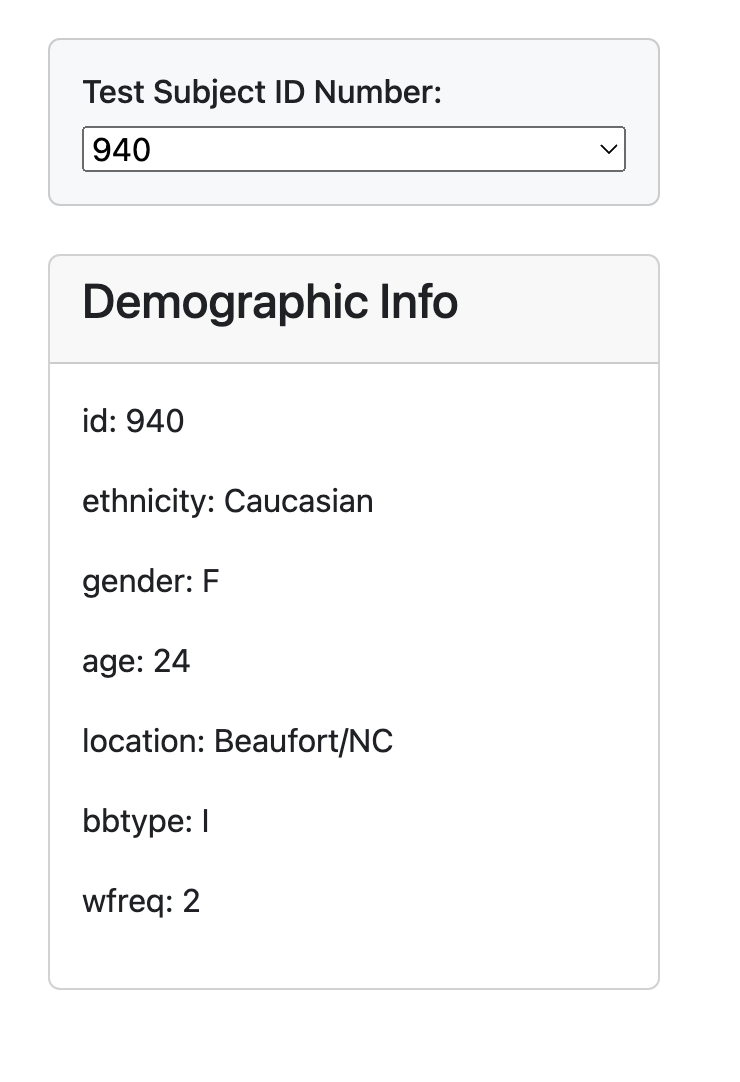 Test Subject ID Number:
940
Demographic Info
id: 940
ethnicity: Caucasian
gender: F
age: 24
location: Beaufort/NC
bbtype: I
wfreq: 2